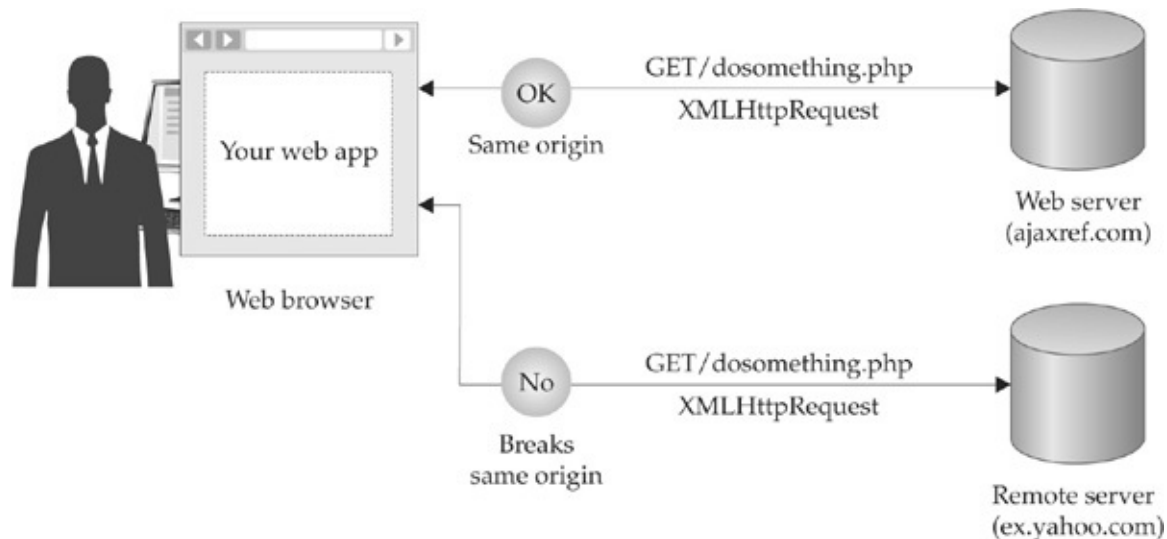 Your web app
Web browser
OK
Same origin
GET/dosomething.php
XMLHttpRequest
Web server
(ajaxref.com)
No
Breaks
same origin
GET/dosomething.php
XMLHttpRequest
Remote server
(ex.yahoo.com)